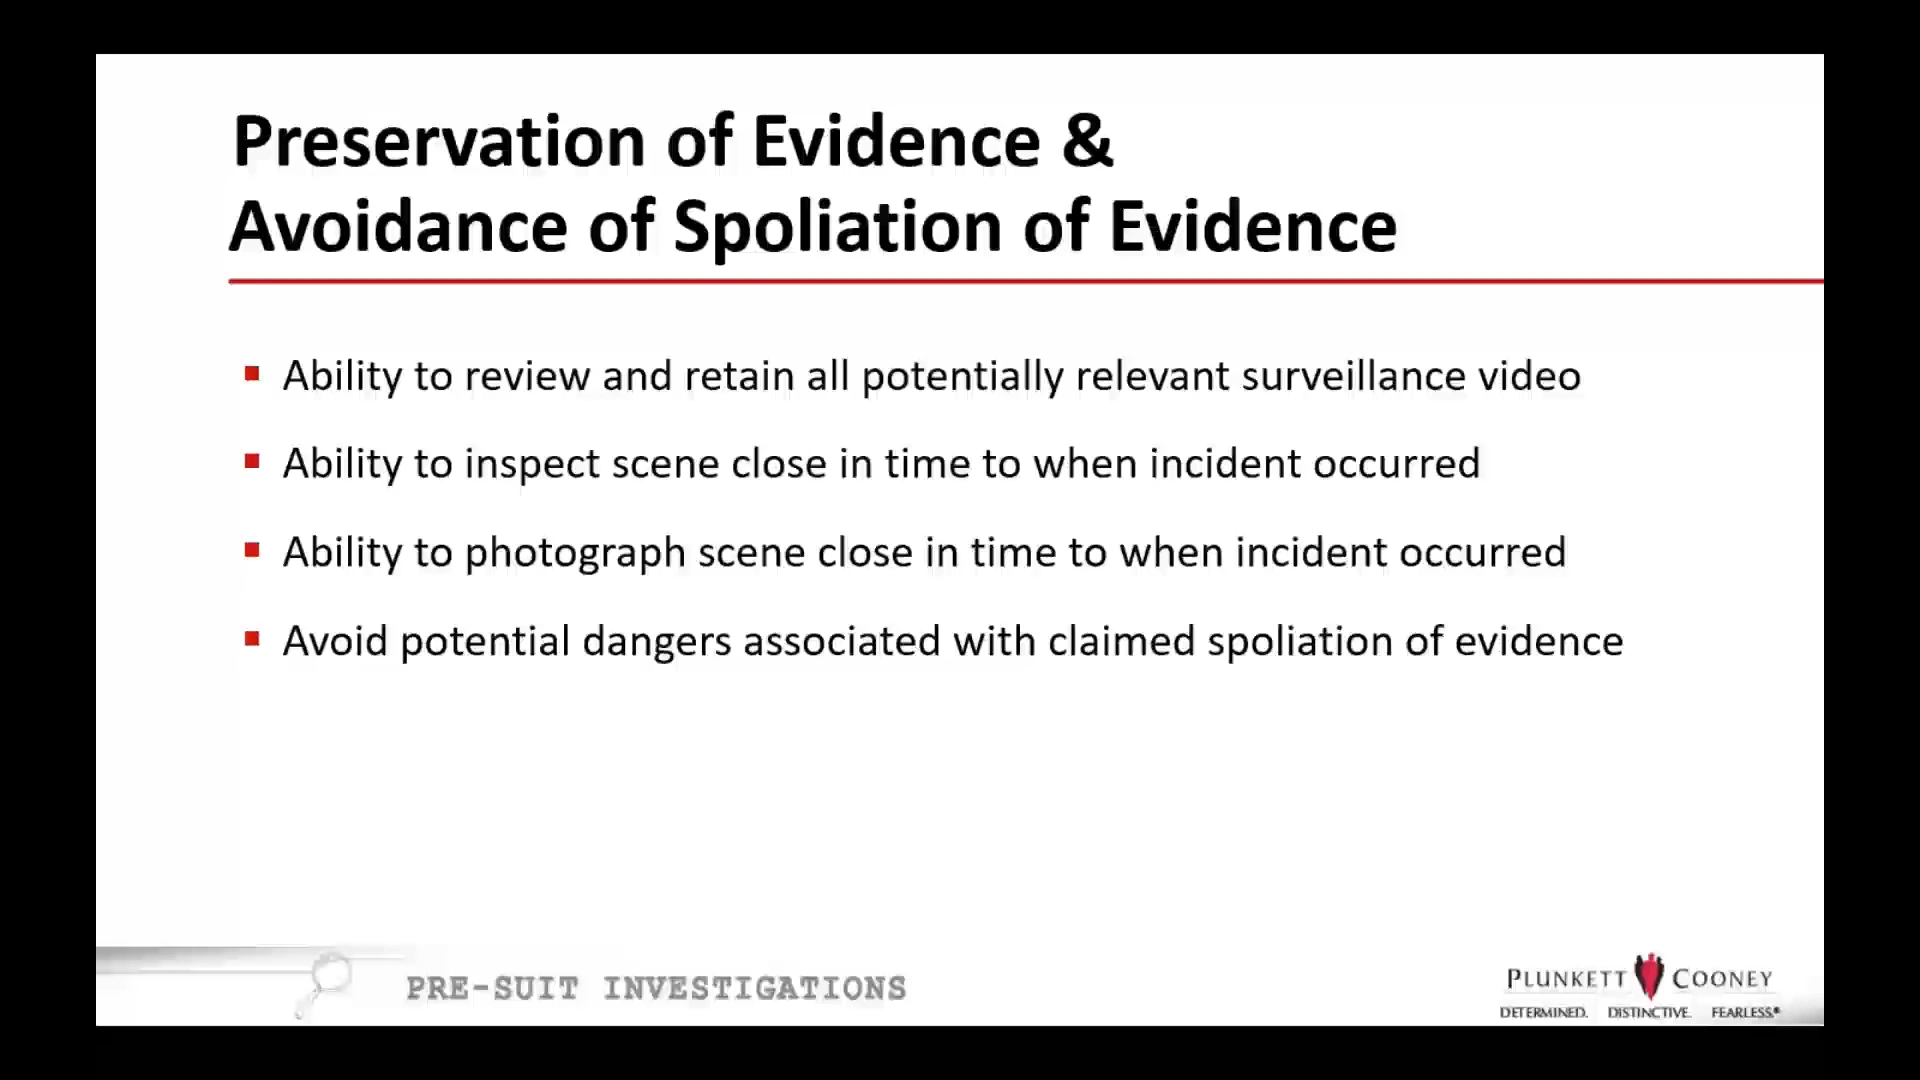 Preservation of Evidence &
Avoidance of Spoliation of Evidence
Ability to review and retain all potentially relevant surveillance video
Ability to inspect scene close in time to when incident occurred
Ability to photograph scene close in time to when incident occurred
Avoid potential dangers associated with claimed spoliation of evidence
PRE-SUIT INVESTIGATIONS
PLUNKETT COONEY
DETERMINED. DISTINCTIVE. FEARLESS.®